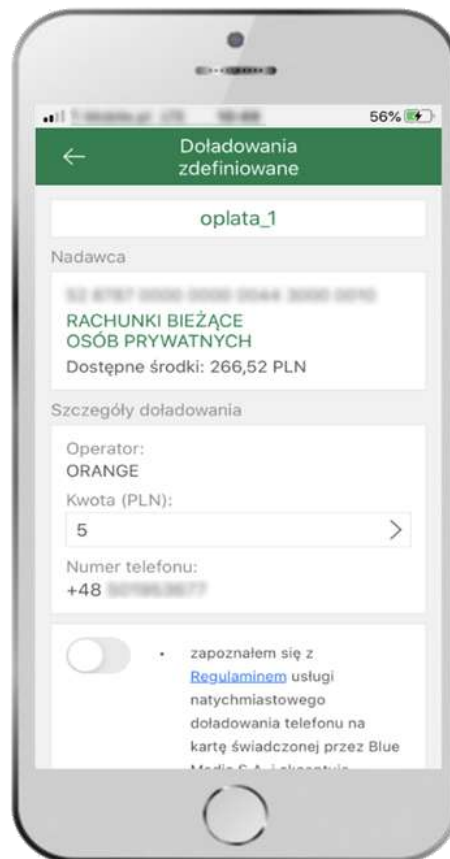 56%
Doładowania
zdefiniowane
oplata_1
Nadawca
RACHUNKI BIEŻĄCE
OSÓB PRYWATNYCH
Dostępne środki: 266,52 PLN
Szczegóły doładowania
Operator:
ORANGE
Kwota (PLN):
5
Numer telefonu:
+48
zapoznałem się z
Regulaminem usługi
natychmiastowego
doładowania telefonu na
kartę świadczonej przez Blue